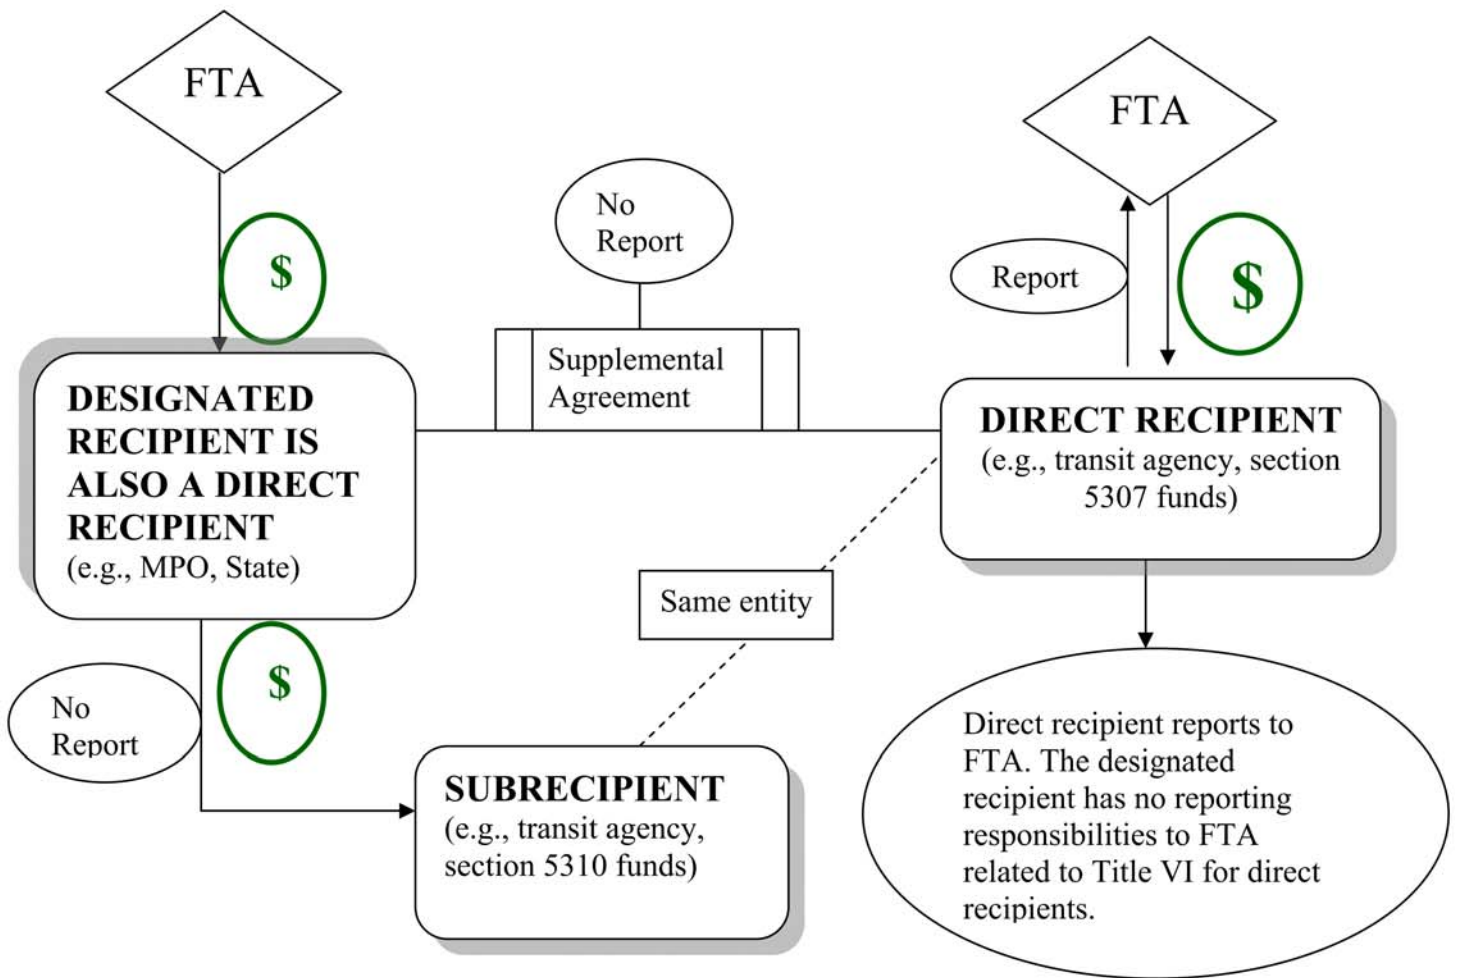 FTA
$
DESIGNATED
RECIPIENT IS
ALSO A DIRECT
RECIPIENT
(e.g., MPO, State)
No
Report
$
SUBRECIPIENT
(e.g., transit agency,
section 5310 funds)
No
Report
Supplemental
Agreement
Same entity
FTA
Report
$
DIRECT RECIPIENT
(e.g., transit agency, section
5307 funds)
Direct recipient reports to
FTA. The designated
recipient has no reporting
responsibilities to FTA
related to Title VI for direct
recipients.